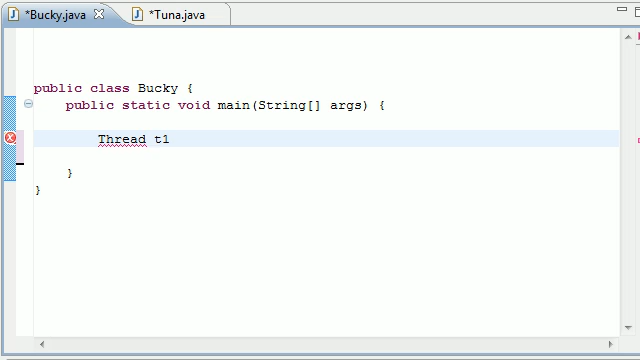 *Bucky.java
*Tuna.java
public class Bucky {
public static void main(String[] args) {
Thread t1
}
}